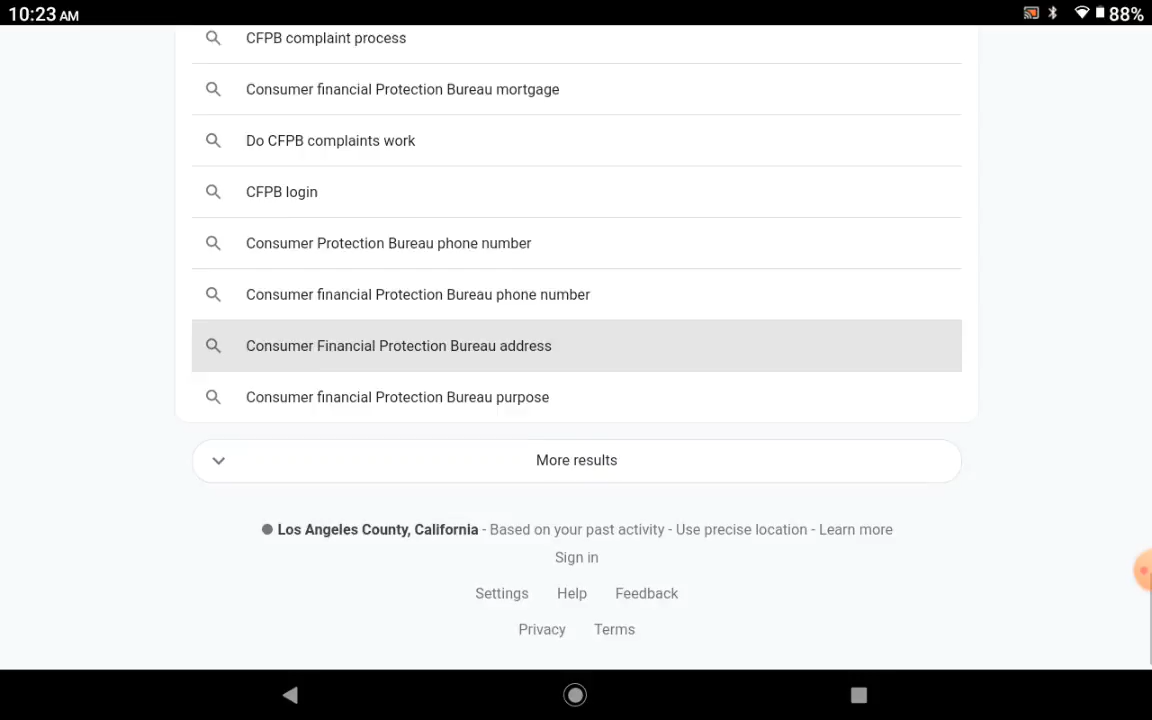 10:23 AM
88%
CFPB complaint process
Consumer financial Protection Bureau mortgage
Do CFPB complaints work
CFPB login
Consumer Protection Bureau phone number
Consumer financial Protection Bureau phone number
Consumer Financial Protection Bureau address
Consumer financial Protection Bureau purpose
More results
Los Angeles County, California - Based on your past activity - Use precise location - Learn more
Sign in
Settings Help Feedback
Privacy Terms